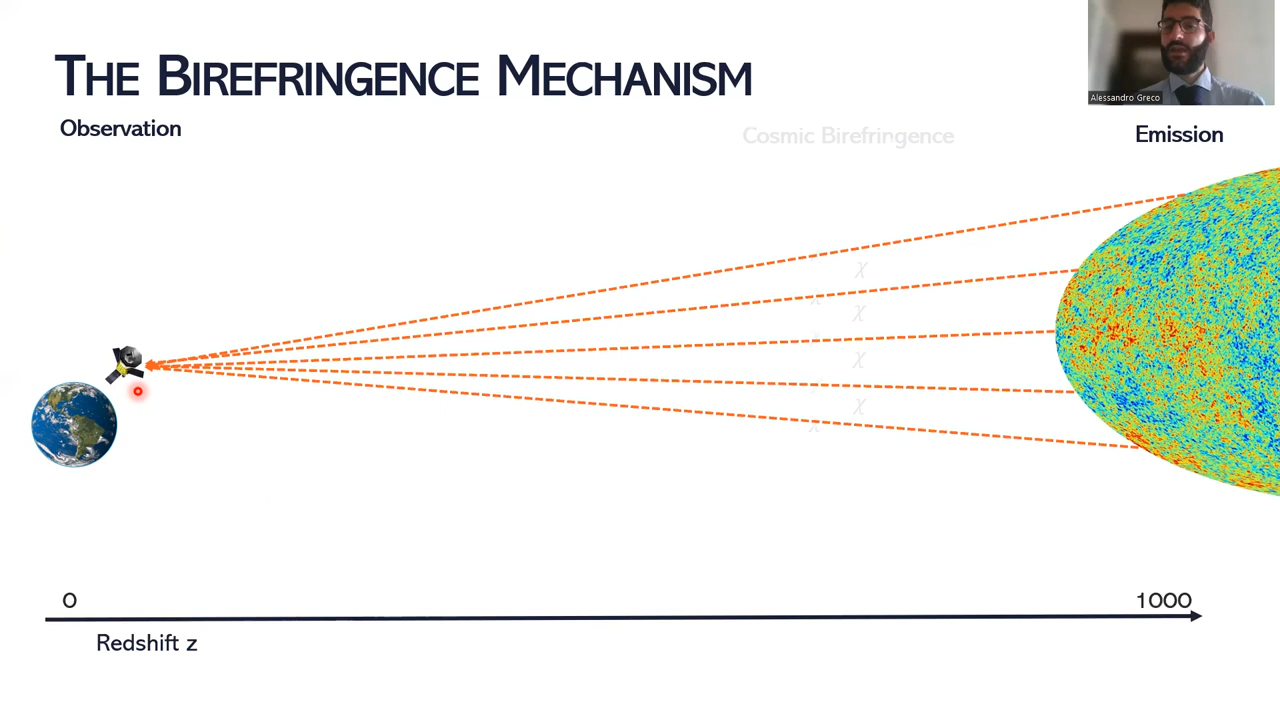 THE BIREFRINGENCE MECHANISM
Alessandro Greco
Observation
Cosmic Birefringence
Emission
χ
χ
χ
χ
0
1000
Redshift z